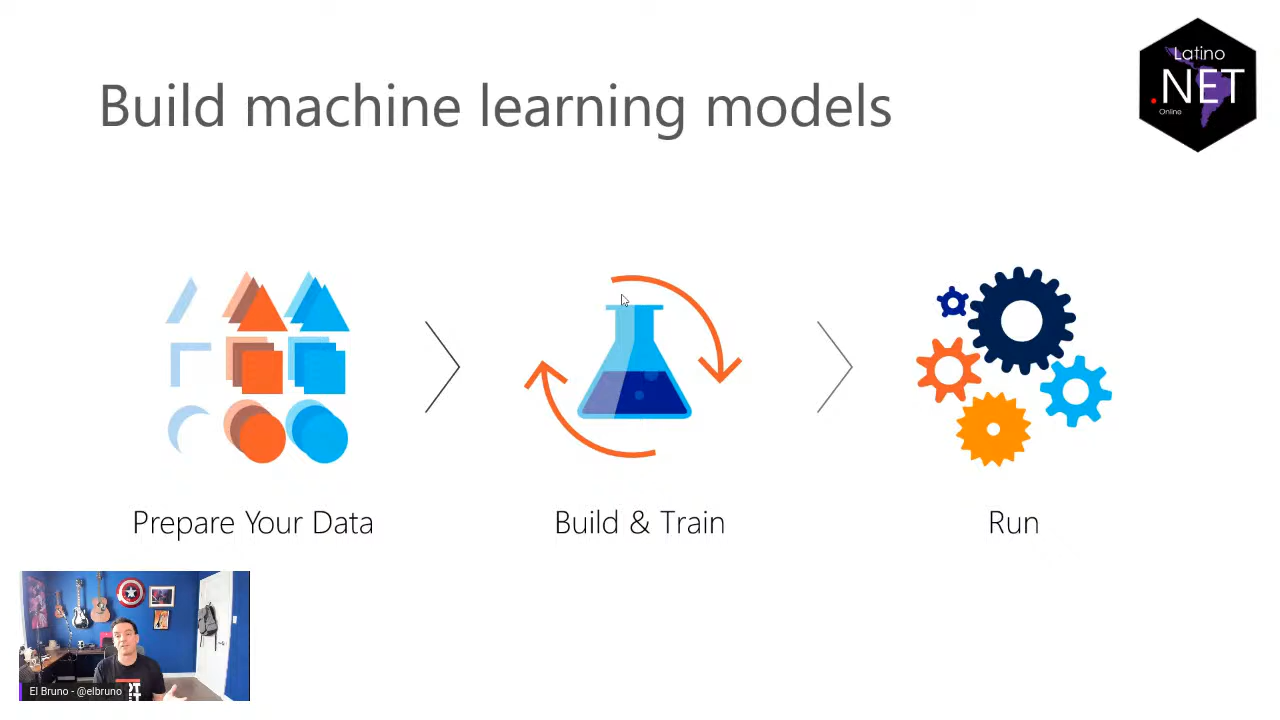 Latino
.NET
Online
Build machine learning models
Prepare Your Data
Build & Train
Run
El Bruno - @elbruno